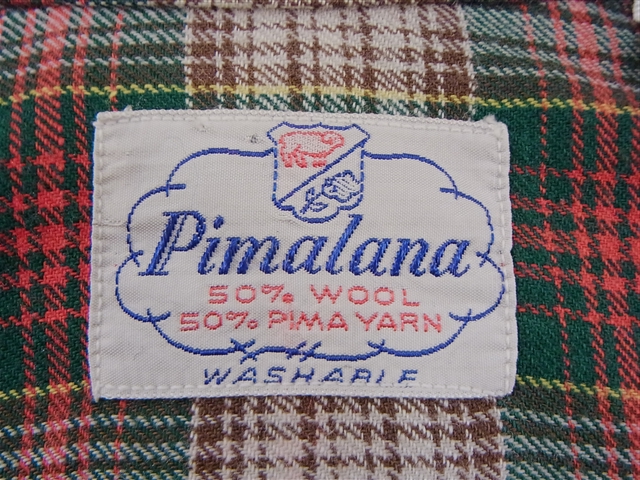 Pimalana
50% WOOL
50% PIMA YARN
WASHABLE